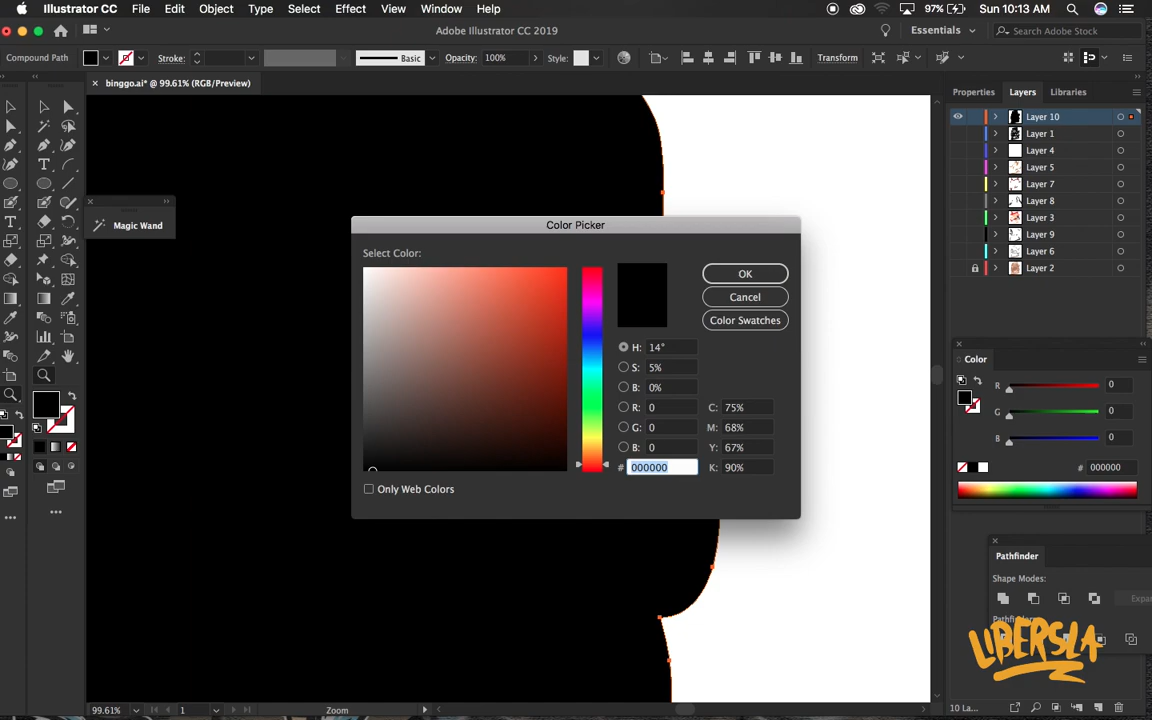 Illustrator CC File Edit Object Type Select Effect View Window Help 97% Sun 10:13 AM
Adobe Illustrator CC 2019 Essentials Search Adobe Stock
Compound Path Stroke: Basic Opacity: 100% Style: Transform
× binggo.ai* @ 99.61% (RGB/Preview)
Properties Layers Libraries
Layer 10
Layer 1
Layer 4
Layer 5
Layer 7
Layer 8
Layer 3
Layer 9
Layer 6
Layer 2
Magic Wand
Color Picker
Select Color:
OK
Cancel
Color Swatches
H: 14°
S: 5%
B: 0%
R: 0 C: 75%
G: 0 M: 68%
B: 0 Y: 67%
# 000000 K: 90%
Only Web Colors
Color
R 0
G 0
B 0
# 000000
Pathfinder
Shape Modes:
LIBERSLA
99.61% 1 Zoom
10 La...